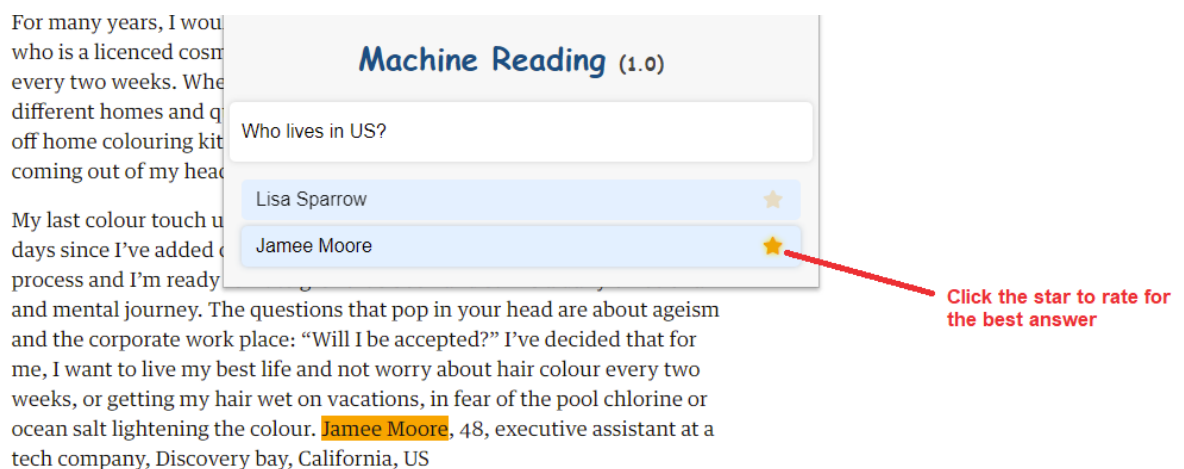 For many years, I wou
who is a licenced cosm
every two weeks. Whe
different homes and q
off home colouring kit
coming out of my head
My last colour touch u
days since I've added
process and I'm ready
and mental journey. The questions that pop in your head are about ageism
and the corporate work place: “Will I be accepted?” I've decided that for
me, I want to live my best life and not worry about hair colour every two
weeks, or getting my hair wet on vacations, in fear of the pool chlorine or
ocean salt lightening the colour. Jamee Moore, 48, executive assistant at a
tech company, Discovery bay, California, US
Machine Reading (1.0)
Who lives in US?
Lisa Sparrow
Jamee Moore
Click the star to rate for
the best answer